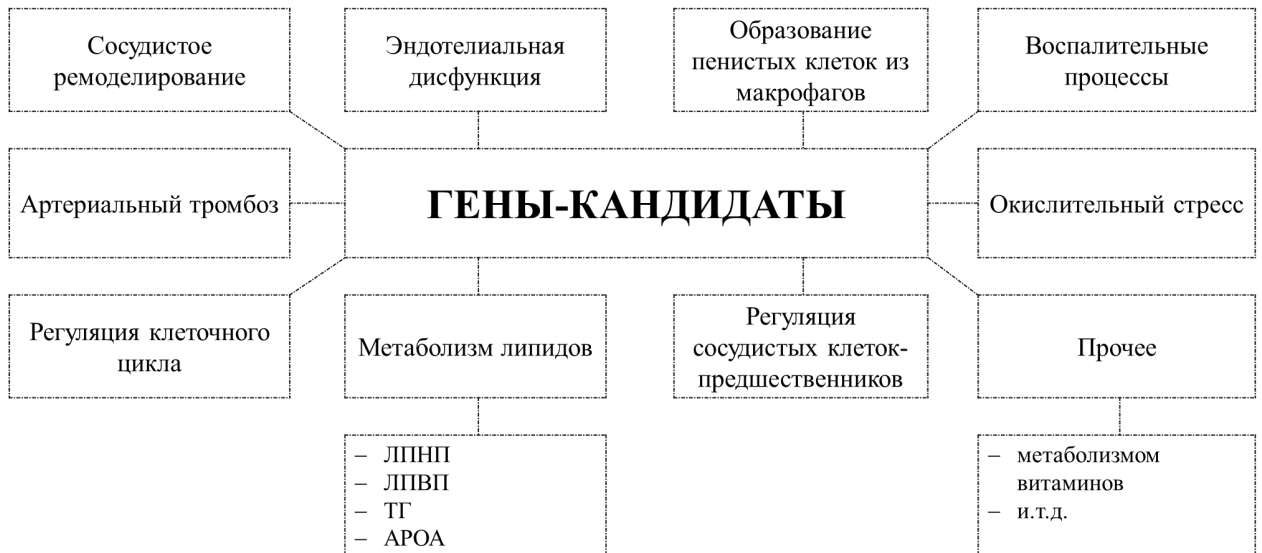 Сосудистое
ремоделирование
Эндотелиальная
дисфункция
Образование
пенистых клеток из
макрофагов
Воспалительные
процессы
Артериальный тромбоз
ГЕНЫ-КАНДИДАТЫ
Окислительный стресс
Регуляция клеточного
цикла
Метаболизм липидов
Регуляция
сосудистых клеток-
предшественников
Прочее
– ЛПНП
– ЛПВП
– ТГ
– АРОА
– метаболизмом
витаминов
– и.т.д.